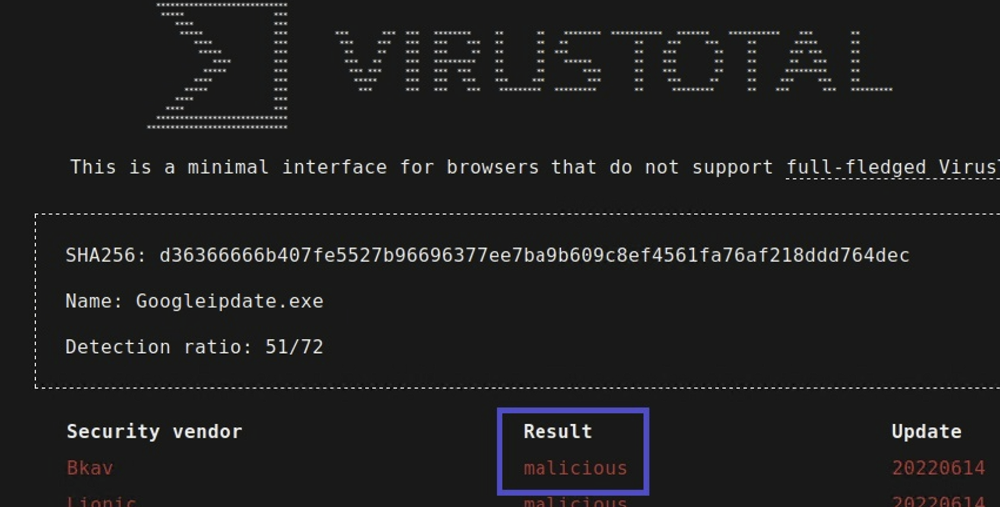 VIRUSTOTAL
This is a minimal interface for browsers that do not support full-fledged Virus
SHA256: d36366666b407fe5527b96696377ee7ba9b609c8ef4561fa76af218ddd764dec
Name: Googleipdate.exe
Detection ratio: 51/72
Security vendor Result Update
Bkav malicious 20220614
Lionic malicious 20220614